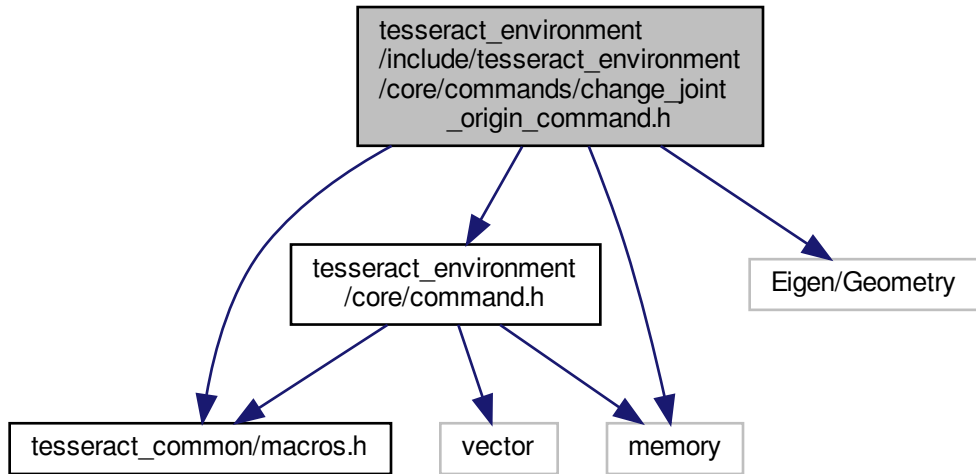 tesseract_environment
/include/tesseract_environment
/core/commands/change_joint
_origin_command.h
tesseract_environment
/core/command.h
Eigen/Geometry
tesseract_common/macros.h
vector
memory